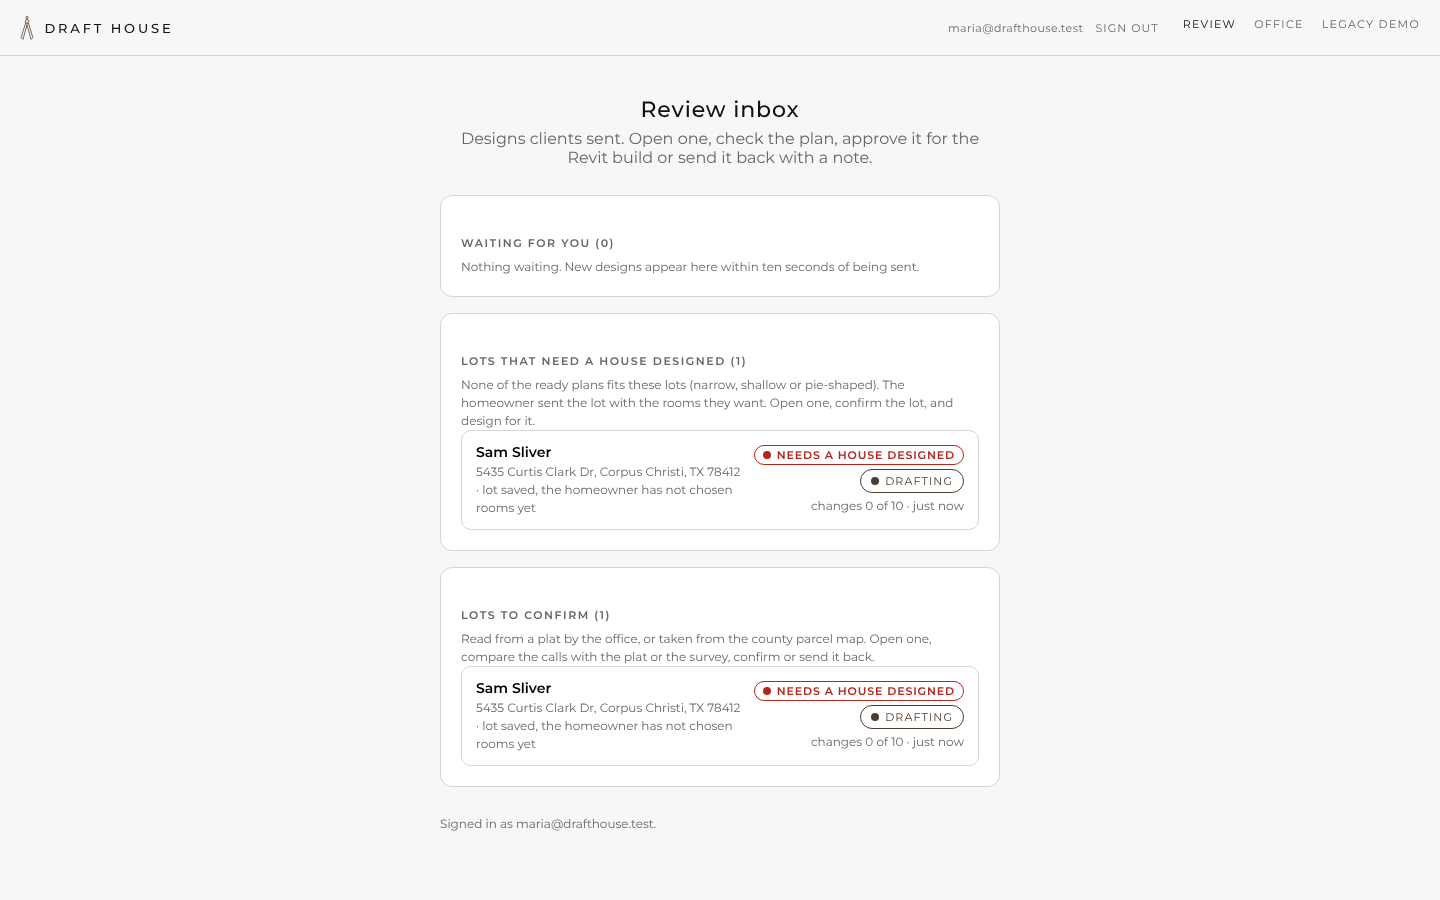 DRAFT HOUSE
maria@drafthouse.test SIGN OUT REVIEW OFFICE LEGACY DEMO
Review inbox
Designs clients sent. Open one, check the plan, approve it for the
Revit build or send it back with a note.
WAITING FOR YOU (0)
Nothing waiting. New designs appear here within ten seconds of being sent.
LOTS THAT NEED A HOUSE DESIGNED (1)
None of the ready plans fits these lots (narrow, shallow or pie-shaped). The
homeowner sent the lot with the rooms they want. Open one, confirm the lot, and
design for it.
Sam Sliver
5435 Curtis Clark Dr, Corpus Christi, TX 78412
· lot saved, the homeowner has not chosen
rooms yet
NEEDS A HOUSE DESIGNED
DRAFTING
changes 0 of 10 · just now
LOTS TO CONFIRM (1)
Read from a plat by the office, or taken from the county parcel map. Open one,
compare the calls with the plat or the survey, confirm or send it back.
Sam Sliver
5435 Curtis Clark Dr, Corpus Christi, TX 78412
· lot saved, the homeowner has not chosen
rooms yet
NEEDS A HOUSE DESIGNED
DRAFTING
changes 0 of 10 · just now
Signed in as maria@drafthouse.test.